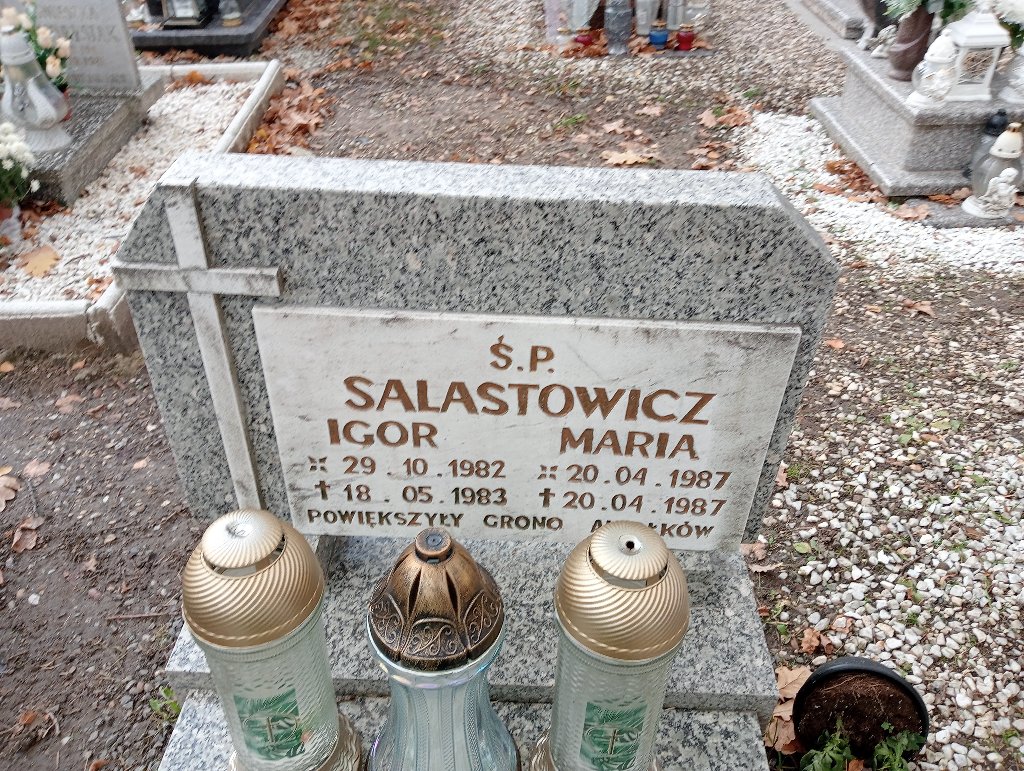 Ś.P.
SALASTOWICZ
IGOR MARIA
29.10.1982 20.04.1987
18.05.1983 20.04.1987
POWIĘKSZYŁY GRONO